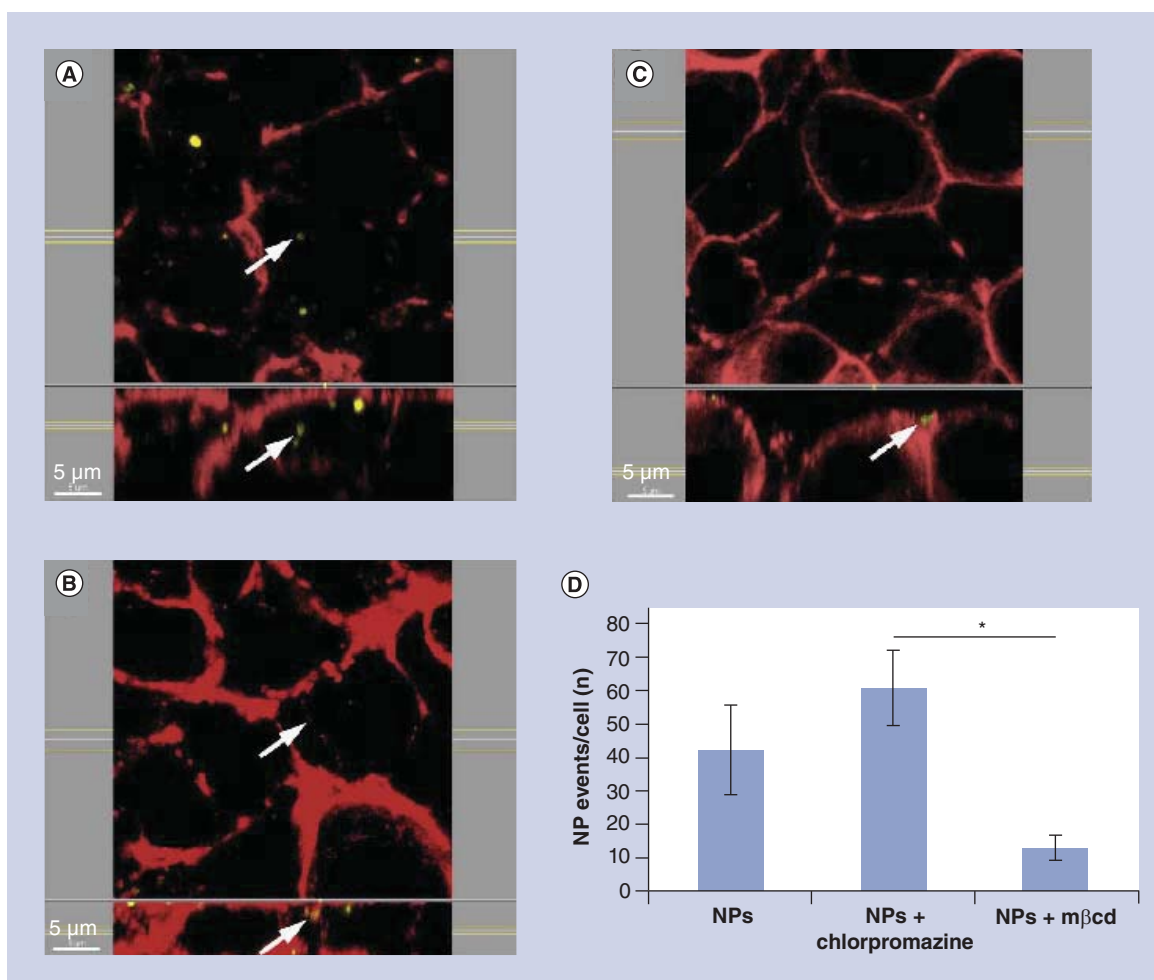 A
5 µm
C
5 µm
B
5 µm
D
NP events/cell (n)
80
70
60
50
40
30
20
10
0
*
NPs
NPs +
chlorpromazine
NPs + mβcd